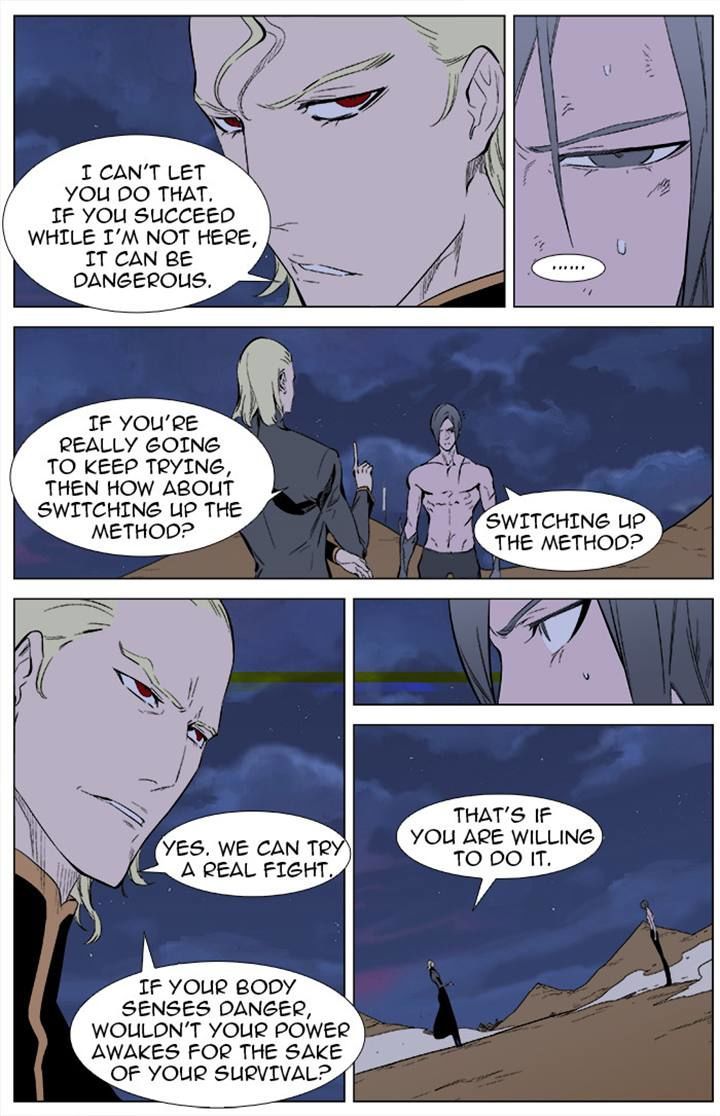 I CAN'T LET
YOU DO THAT.
IF YOU SUCCEED
WHILE I'M NOT HERE,
IT CAN BE
DANGEROUS.
......
IF YOU'RE
REALLY GOING
TO KEEP TRYING,
THEN HOW ABOUT
SWITCHING UP THE
METHOD?
SWITCHING UP
THE METHOD?
YES. WE CAN TRY
A REAL FIGHT.
IF YOUR BODY
SENSES DANGER,
WOULDN'T YOUR POWER
AWAKES FOR THE SAKE
OF YOUR SURVIVAL?
THAT'S IF
YOU ARE WILLING
TO DO IT.